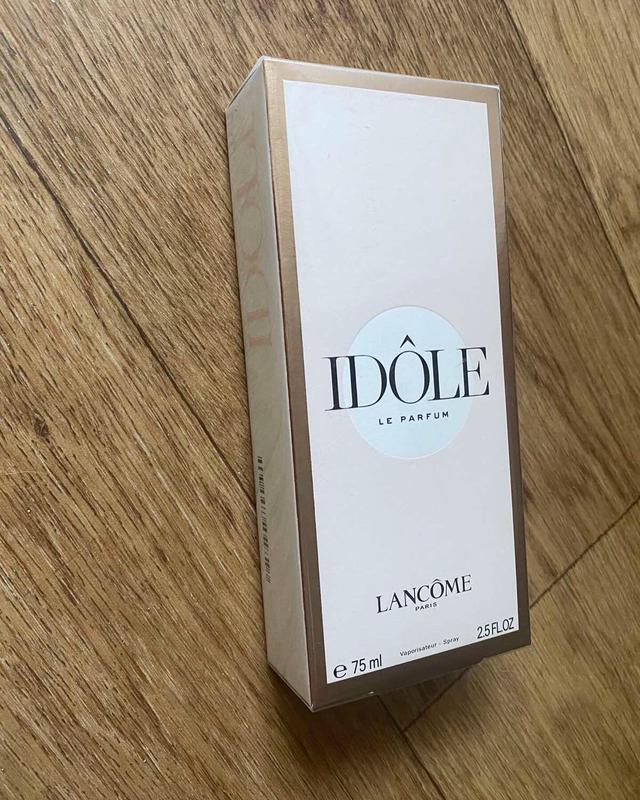 IDÔLE
LE PARFUM
LANCÔME
PARIS
℮ 75 ml
Vaporisateur - Spray
2.5 FL.OZ